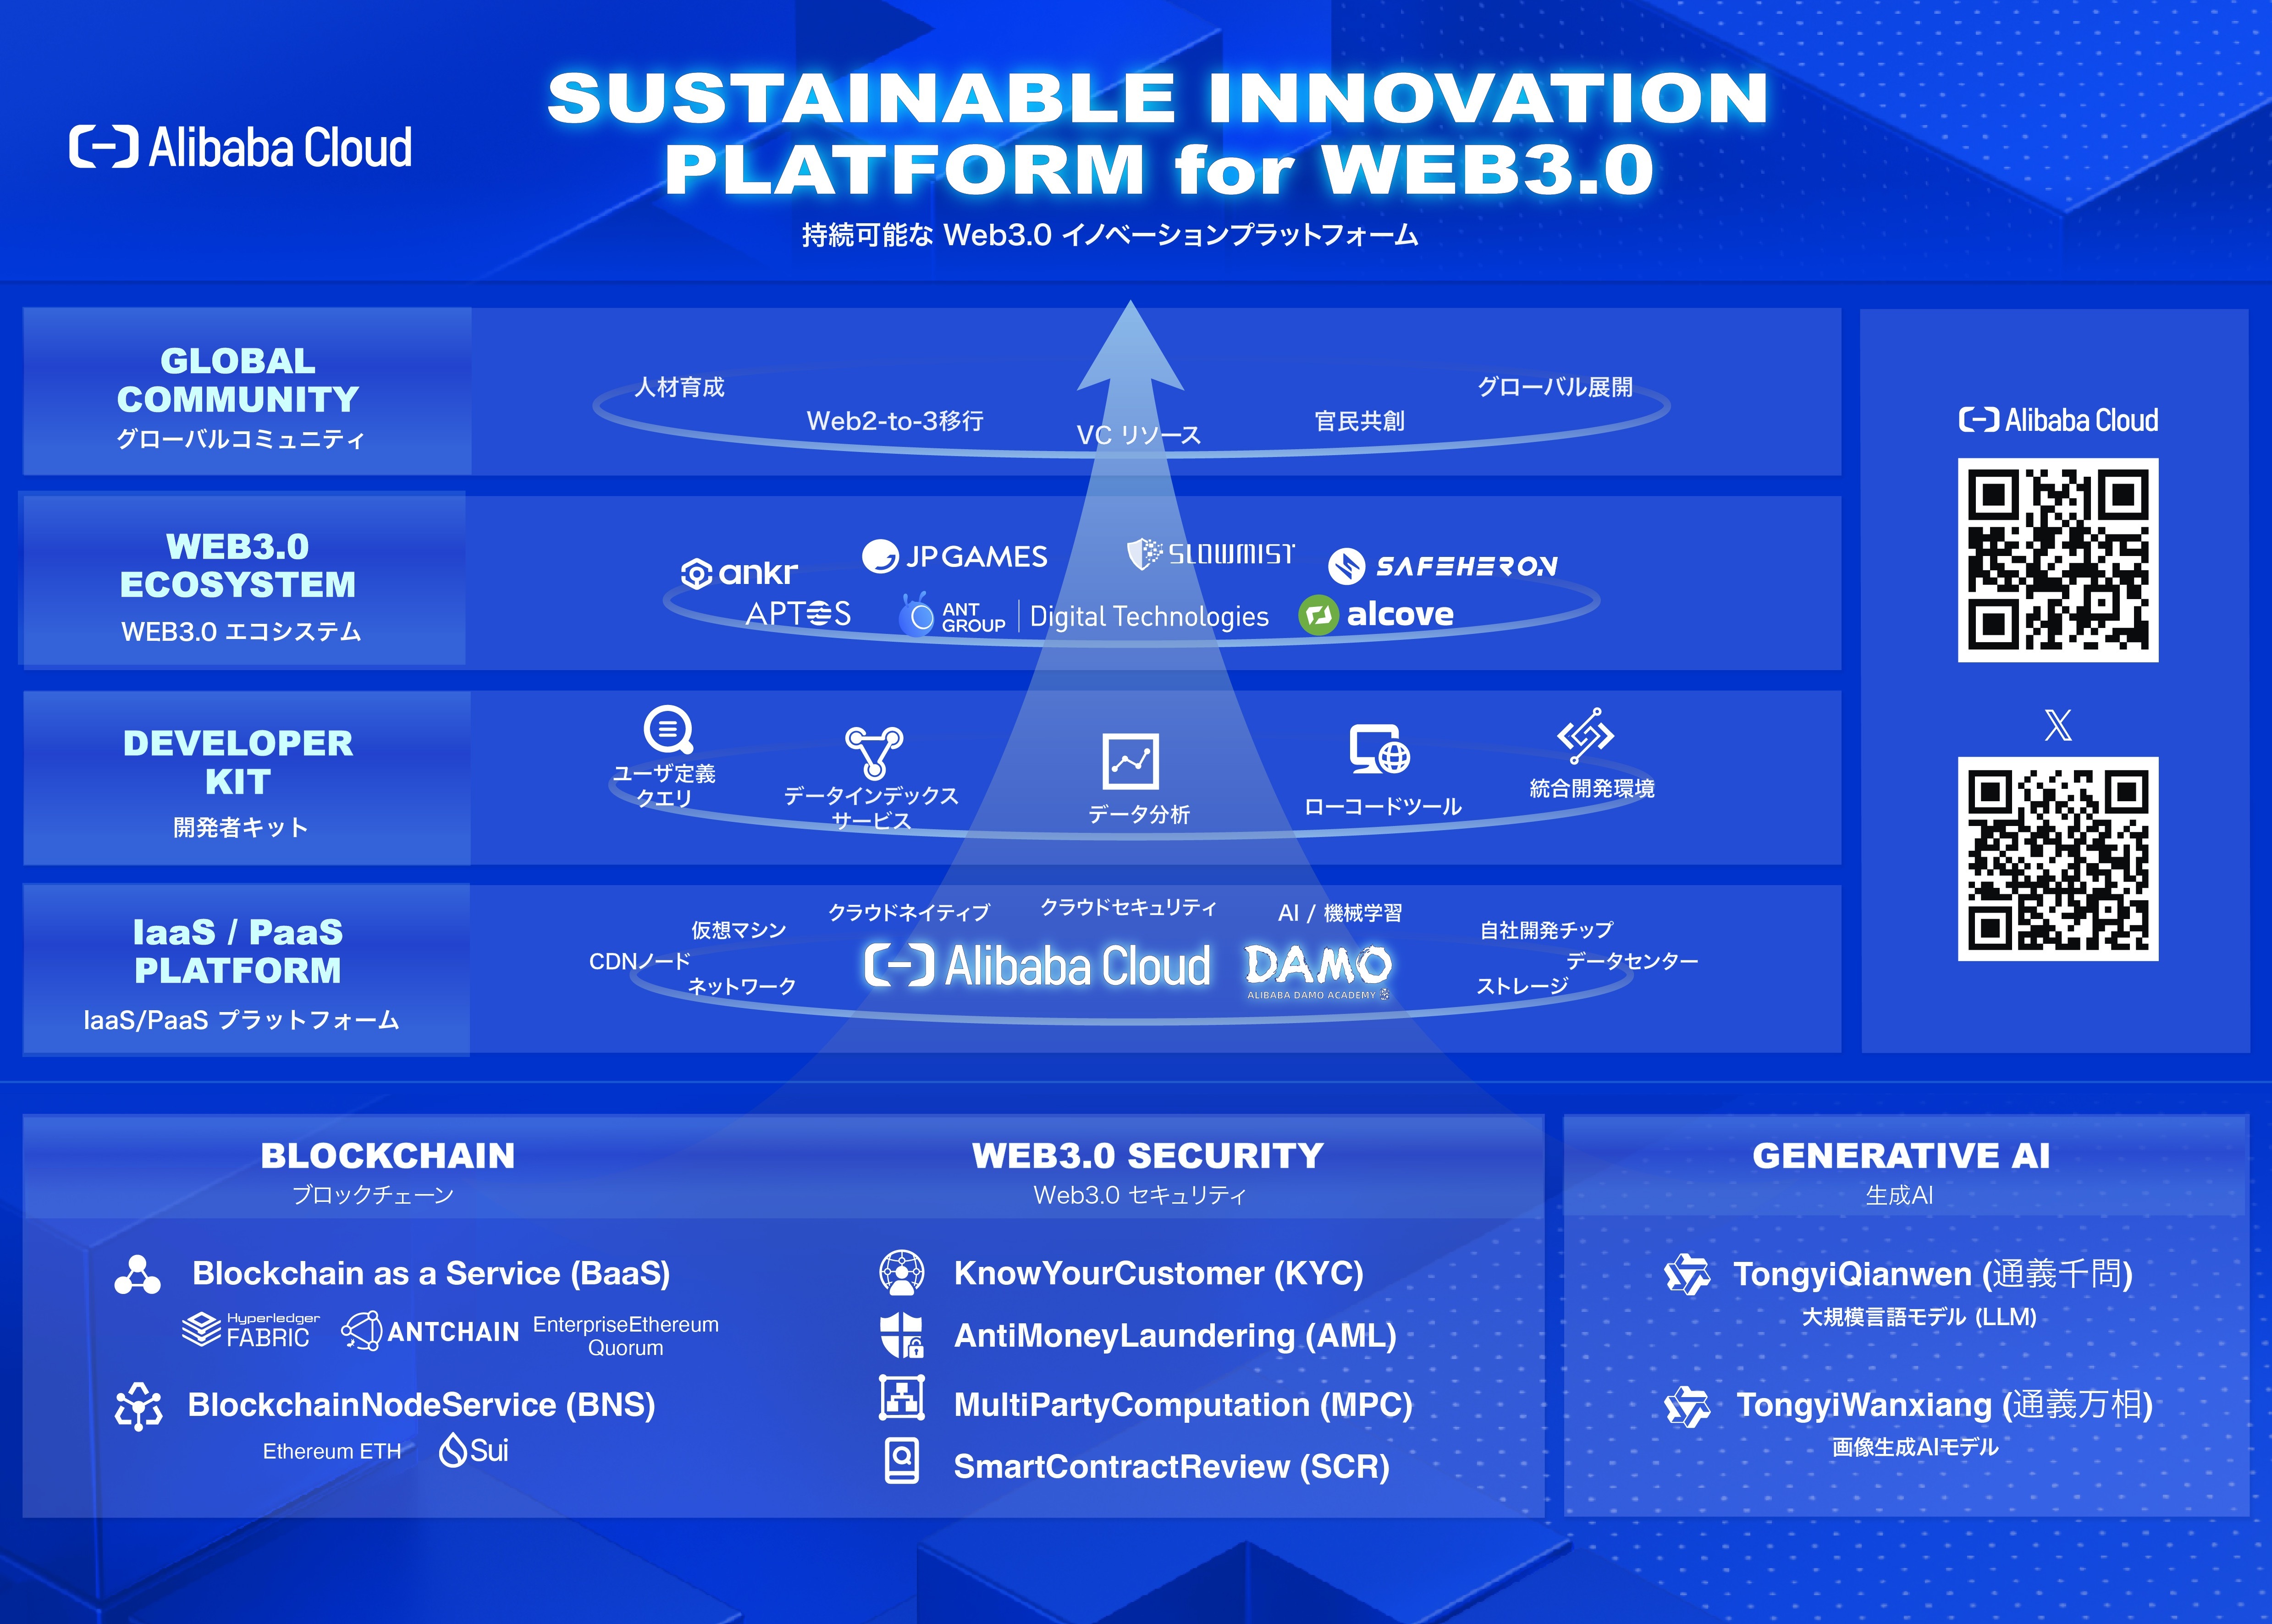 Alibaba Cloud
SUSTAINABLE INNOVATION
PLATFORM for WEB3.0
持続可能な Web3.0 イノベーションプラットフォーム
GLOBAL
COMMUNITY
グローバルコミュニティ
人材育成
Web2-to-3移行
VC リソース
官民共創
グローバル展開
WEB3.0
ECOSYSTEM
WEB3.0 エコシステム
ankr
JP GAMES
SLOWMIST
SAFEHERON
APTOS
ANT
GROUP
Digital Technologies
alcove
DEVELOPER
KIT
開発者キット
ユーザ定義
クエリ
データインデックス
サービス
データ分析
ローコードツール
統合開発環境
IaaS / PaaS
PLATFORM
IaaS/PaaS プラットフォーム
CDNノード
仮想マシン
ネットワーク
クラウドネイティブ
クラウドセキュリティ
AI / 機械学習
Alibaba Cloud
DAMO
ALIBABA DAMO ACADEMY
自社開発チップ
データセンター
ストレージ
Alibaba Cloud
X
BLOCKCHAIN
ブロックチェーン
Blockchain as a Service (BaaS)
Hyperledger
FABRIC
ANTCHAIN
EnterpriseEthereum
Quorum
BlockchainNodeService (BNS)
Ethereum ETH
Sui
WEB3.0 SECURITY
Web3.0 セキュリティ
KnowYourCustomer (KYC)
AntiMoneyLaundering (AML)
MultiPartyComputation (MPC)
SmartContractReview (SCR)
GENERATIVE AI
生成AI
TongyiQianwen (通義千問)
大規模言語モデル (LLM)
TongyiWanxiang (通義万相)
画像生成AIモデル